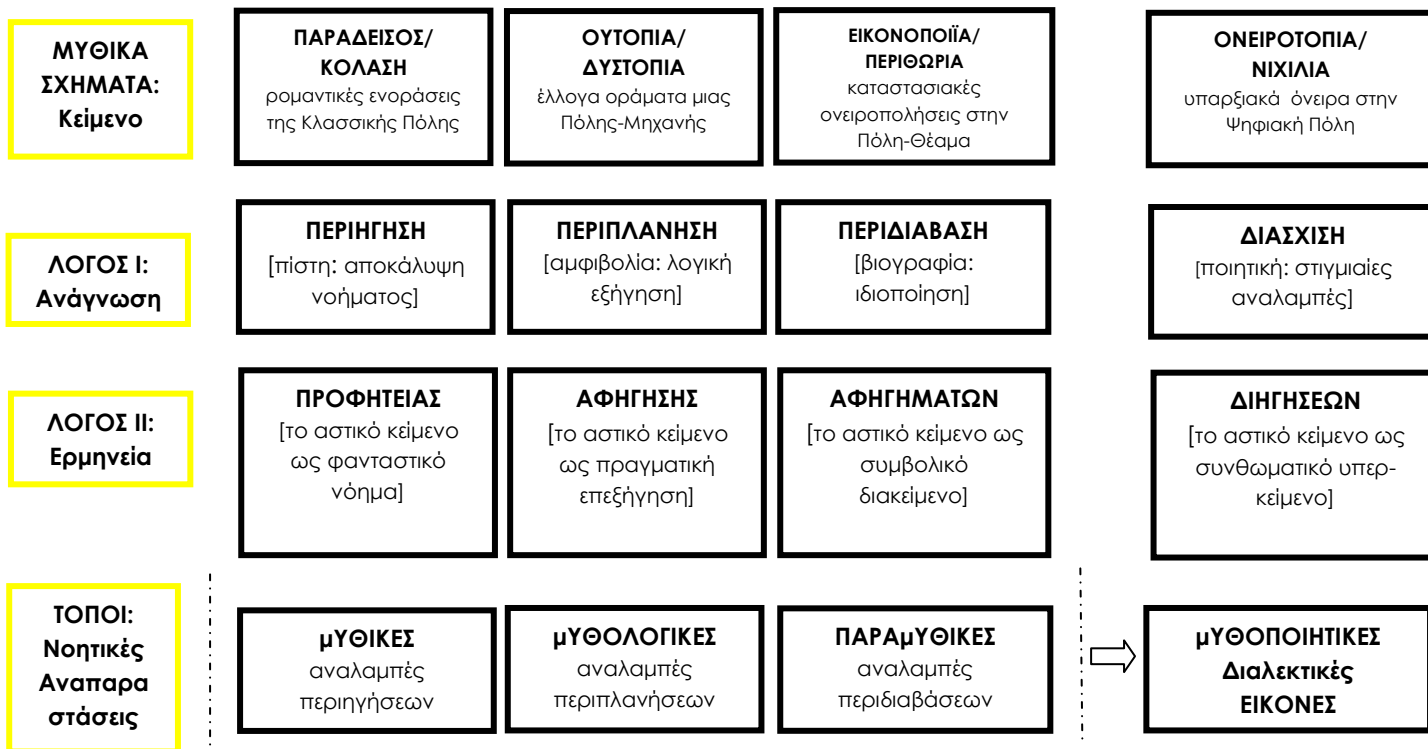 ΜΥΘΙΚΑ
ΣΧΗΜΑΤΑ:
Κείμενο
ΠΑΡΑΔΕΙΣΟΣ/
ΚΟΛΑΣΗ
ρομαντικές ενοράσεις
της Κλασσικής Πόλης
ΟΥΤΟΠΙΑ/
ΔΥΣΤΟΠΙΑ
έλλογα οράματα μιας
Πόλης-Μηχανής
ΕΙΚΟΝΟΠΟΙΪΑ/
ΠΕΡΙΘΩΡΙΑ
καταστασιακές
ονειροπολήσεις στην
Πόλη-Θέαμα
ΟΝΕΙΡΟΤΟΠΙΑ/
ΝΙΧΙΛΙΑ
υπαρξιακά όνειρα στην
Ψηφιακή Πόλη
ΛΟΓΟΣ Ι:
Ανάγνωση
ΠΕΡΙΗΓΗΣΗ
[πίστη: αποκάλυψη
νοήματος]
ΠΕΡΙΠΛΑΝΗΣΗ
[αμφιβολία: λογική
εξήγηση]
ΠΕΡΙΔΙΑΒΑΣΗ
[βιογραφία:
ιδιοποίηση]
ΔΙΑΣΧΙΣΗ
[ποιητική: στιγμιαίες
αναλαμπές]
ΛΟΓΟΣ ΙΙ:
Ερμηνεία
ΠΡΟΦΗΤΕΙΑΣ
[το αστικό κείμενο
ως φανταστικό
νόημα]
ΑΦΗΓΗΣΗΣ
[το αστικό κείμενο
ως πραγματική
επεξήγηση]
ΑΦΗΓΗΜΑΤΩΝ
[το αστικό κείμενο ως
συμβολικό
διακείμενο]
ΔΙΗΓΗΣΕΩΝ
[το αστικό κείμενο ως
συνθωματικό υπερ-
κείμενο]
ΤΟΠΟΙ:
Νοητικές
Αναπαρα
στάσεις
μΥΘΙΚΕΣ
αναλαμπές
περιηγήσεων
μΥΘΟΛΟΓΙΚΕΣ
αναλαμπές
περιπλανήσεων
ΠΑΡΑμΥΘΙΚΕΣ
αναλαμπές
περιδιαβάσεων
μΥΘΟΠΟΙΗΤΙΚΕΣ
Διαλεκτικές
ΕΙΚΟΝΕΣ